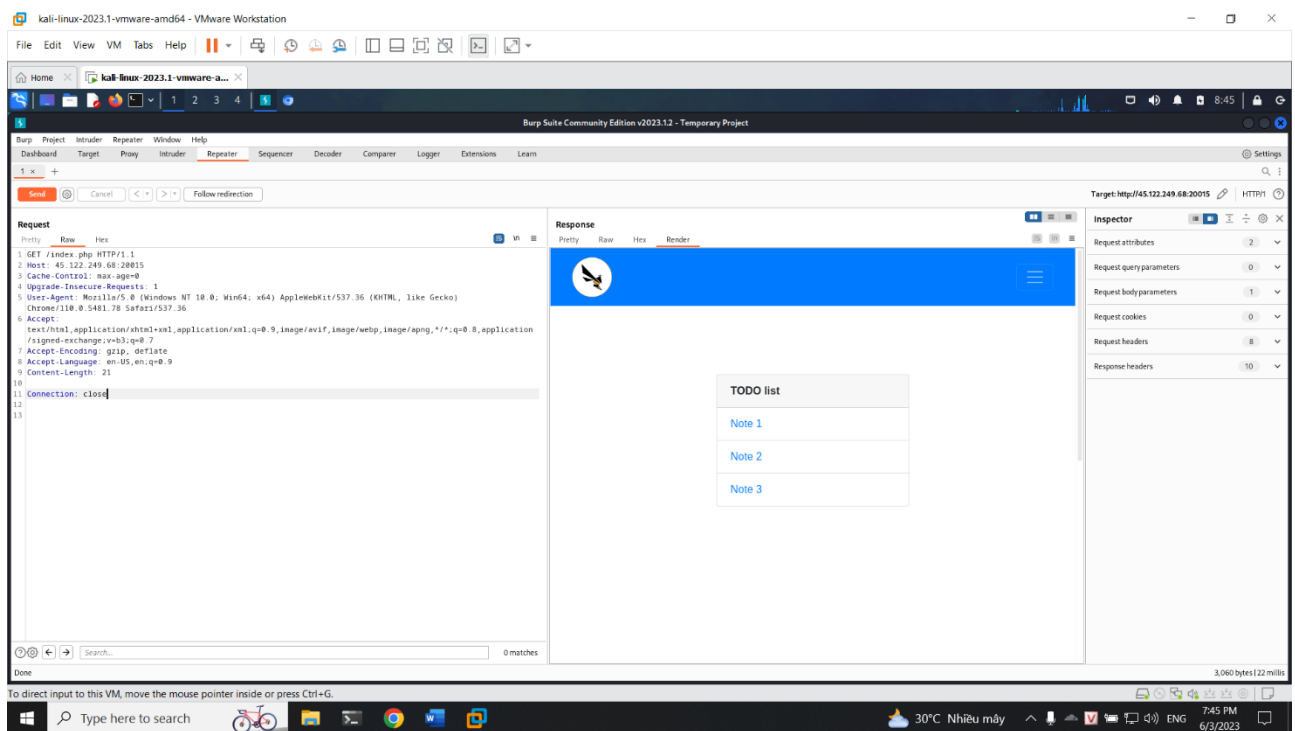 kali-linux-2023.1-vmware-amd64 - VMware Workstation
File Edit View VM Tabs Help
Home kali-linux-2023.1-vmware-a...
1 2 3 4 8:45
Burp Suite Community Edition v2023.1.2 - Temporary Project
Burp Project Intruder Repeater Window Help
Dashboard Target Proxy Intruder Repeater Sequencer Decoder Comparer Logger Extensions Learn Settings
1 × +
Send Cancel < > Follow redirection Target: http://45.122.249.68:20015 HTTP/1
Request
Pretty Raw Hex \n
1 GET /index.php HTTP/1.1
2 Host: 45.122.249.68:20015
3 Cache-Control: max-age=0
4 Upgrade-Insecure-Requests: 1
5 User-Agent: Mozilla/5.0 (Windows NT 10.0; Win64; x64) AppleWebKit/537.36 (KHTML, like Gecko)
Chrome/110.0.5481.78 Safari/537.36
6 Accept:
text/html,application/xhtml+xml,application/xml;q=0.9,image/avif,image/webp,image/apng,*/*;q=0.8,application
/signed-exchange;v=b3;q=0.7
7 Accept-Encoding: gzip, deflate
8 Accept-Language: en-US,en;q=0.9
9 Content-Length: 21
10
11 Connection: close
12
13
Search... 0 matches
Response
Pretty Raw Hex Render \n
TODO list
Note 1
Note 2
Note 3
Inspector
Request attributes 2
Request query parameters 0
Request body parameters 1
Request cookies 0
Request headers 8
Response headers 10
Done 3,060 bytes | 22 millis
To direct input to this VM, move the mouse pointer inside or press Ctrl+G.
Type here to search 30°C Nhiều mây ENG 7:45 PM
6/3/2023